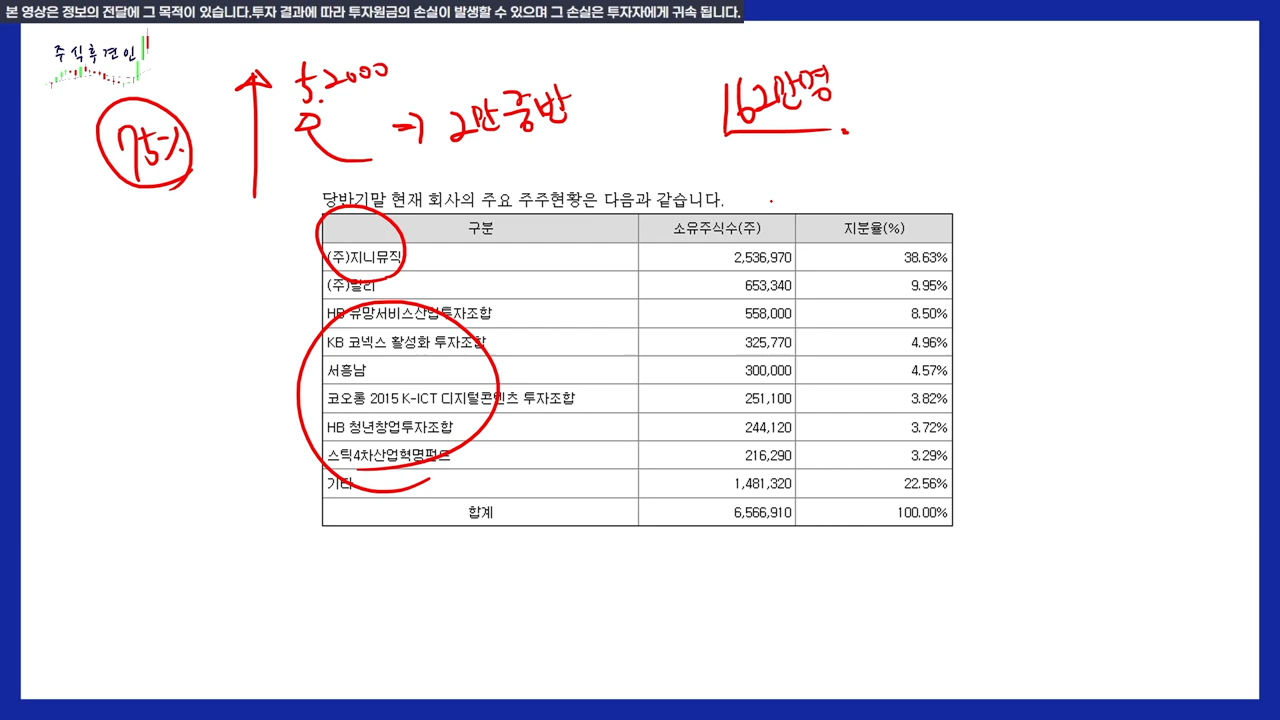 본 영상은 정보의 전달에 그 목적이 있습니다.투자 결과에 따라 투자원금의 손실이 발생할 수 있으며 그 손실은 투자자에게 귀속 됩니다.
주식후견인
75%
5.2000
⇒ 2만 중반
162만명
당반기말 현재 회사의 주요 주주현황은 다음과 같습니다.
구분 소유주식수(주) 지분율(%)
(주)지니뮤직 2,536,970 38.63%
(주)밀리 653,340 9.95%
HB 유망서비스산업투자조합 558,000 8.50%
KB 코넥스 활성화 투자조합 325,770 4.96%
서흥남 300,000 4.57%
코오롱 2015 K-ICT 디지털콘텐츠 투자조합 251,100 3.82%
HB 청년창업투자조합 244,120 3.72%
스틱4차산업혁명펀드 216,290 3.29%
기타 1,481,320 22.56%
합계 6,566,910 100.00%